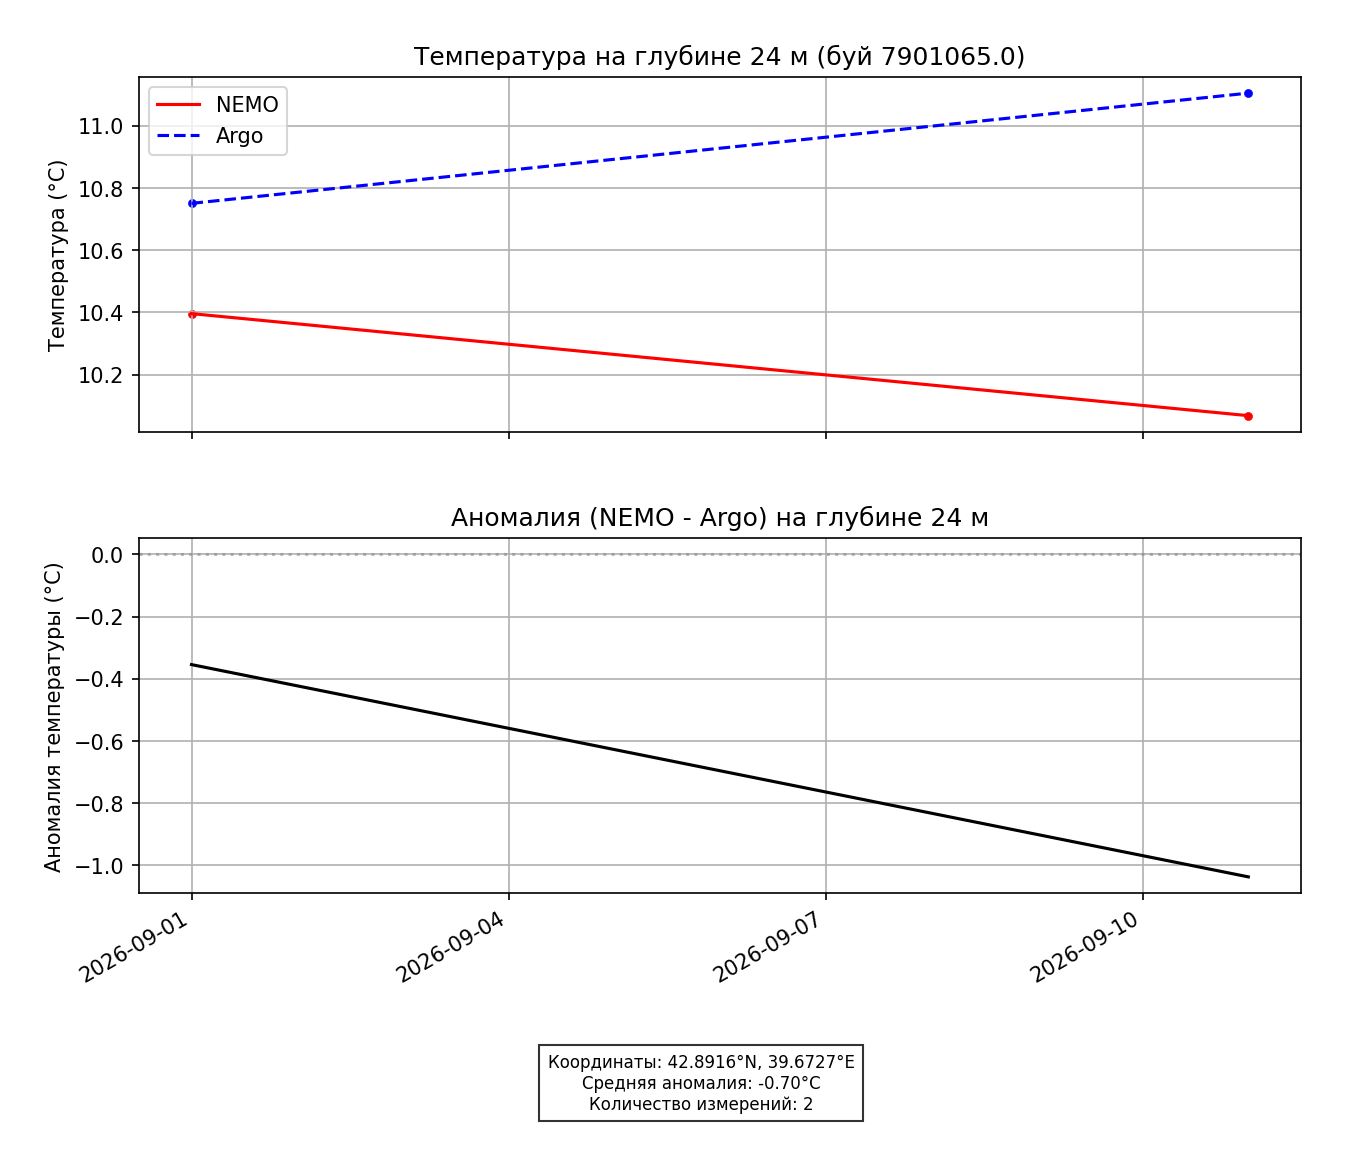 Температура на глубине 24 м (буй 7901065.0)
NEMO
Argo
Температура (°C)
11.0
10.8
10.6
10.4
10.2
Аномалия (NEMO - Argo) на глубине 24 м
Аномалия температуры (°C)
0.0
−0.2
−0.4
−0.6
−0.8
−1.0
2026-09-01
2026-09-04
2026-09-07
2026-09-10
Координаты: 42.8916°N, 39.6727°E
Средняя аномалия: -0.70°C
Количество измерений: 2